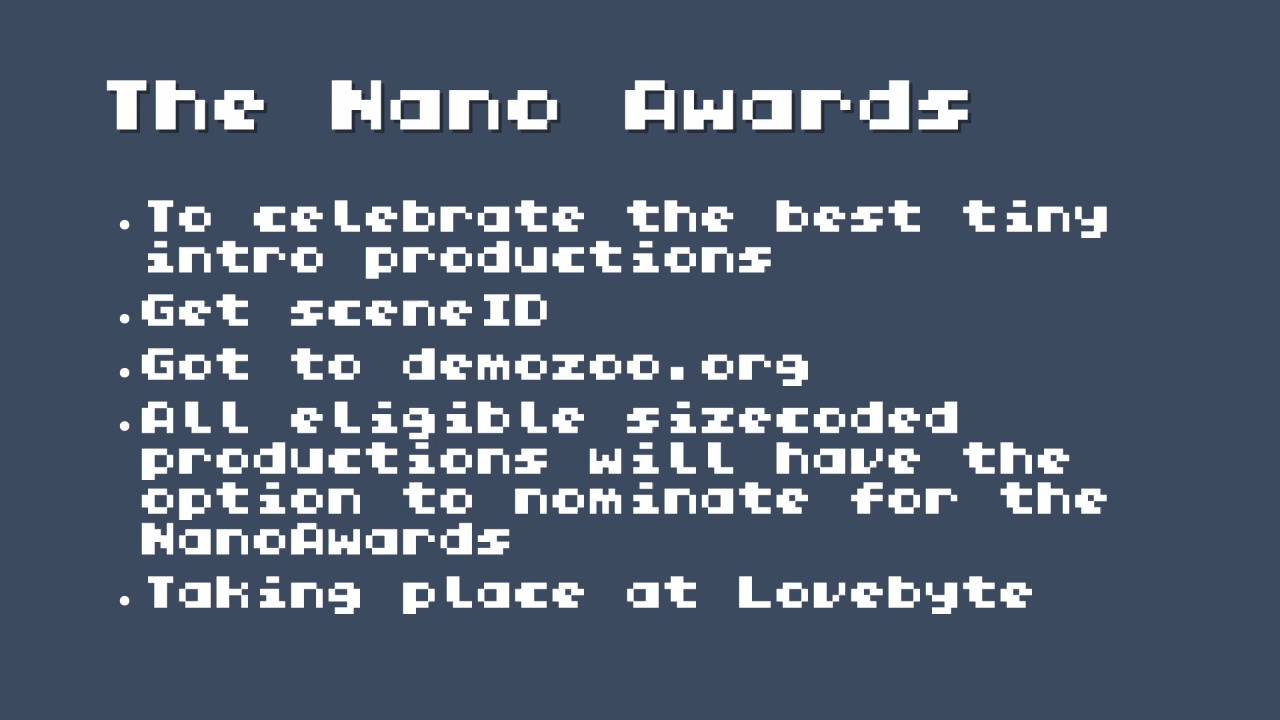 The Nano Awards
• To celebrate the best tiny
intro productions
• Get sceneID
• Got to demozoo.org
• All eligible sizecoded
productions will have the
option to nominate for the
NanoAwards
• Taking place at Lovebyte